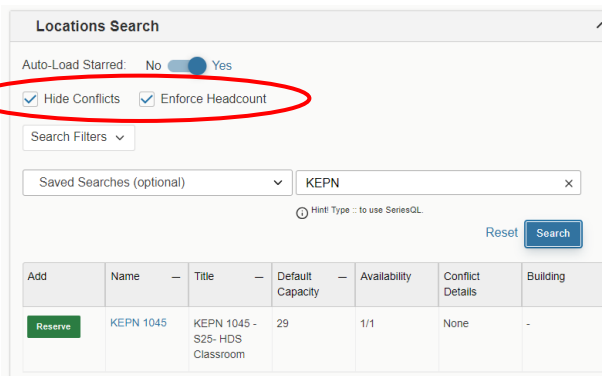 Locations Search
Auto-Load Starred: No Yes
Hide Conflicts Enforce Headcount
Search Filters
Saved Searches (optional) KEPN
Hint! Type :: to use SeriesQL.
Reset Search
Add Name Title Default Capacity Availability Conflict Details Building
Reserve KEPN 1045 KEPN 1045 - 29 1/1 None -
S25- HDS
Classroom